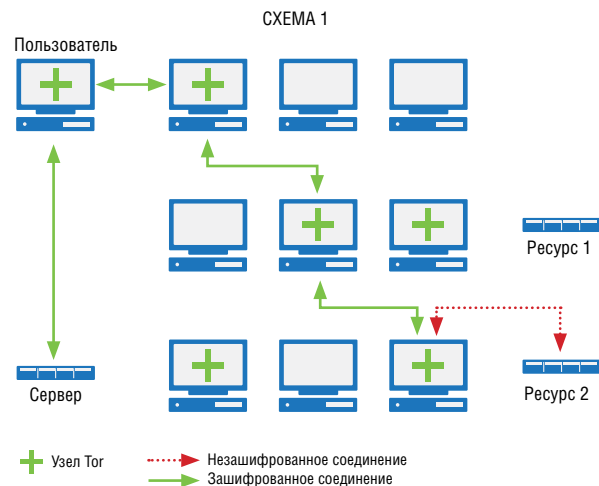 СХЕМА 1
Пользователь
Ресурс 1
Сервер
Ресурс 2
Узел Tor
Незашифрованное соединение
Зашифрованное соединение